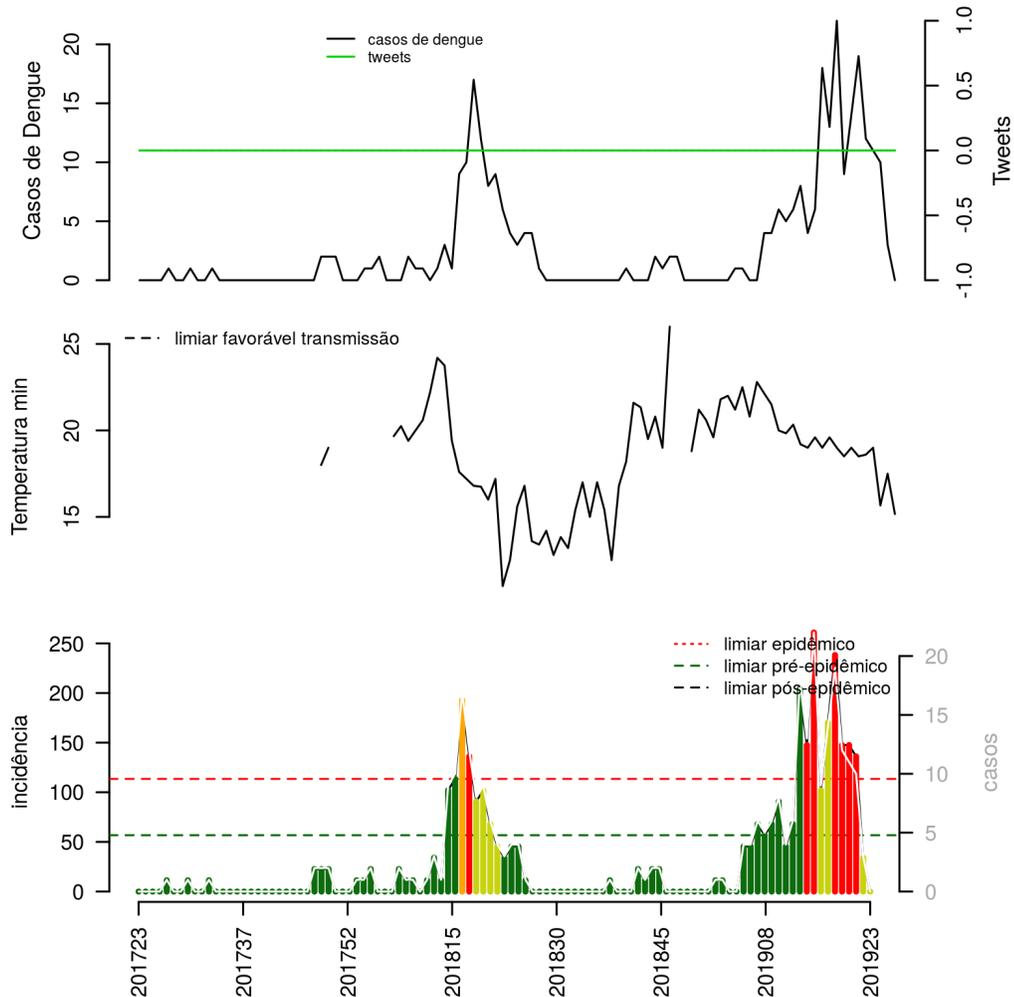 casos de dengue
tweets
Casos de Dengue
0
5
10
15
20
Tweets
-1.0
-0.5
0.0
0.5
1.0
limiar favorável transmissão
Temperatura min
15
20
25
limiar epidêmico
limiar pré-epidêmico
limiar pós-epidêmico
incidência
0
50
100
150
200
250
casos
0
5
10
15
20
201723
201737
201752
201815
201830
201845
201908
201923